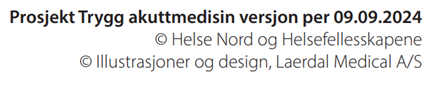 Prosjekt Trygg akuttmedisin versjon per 09.09.2024
© Helse Nord og Helsefellesskapene
© Illustrasjoner og design, Laerdal Medical A/S